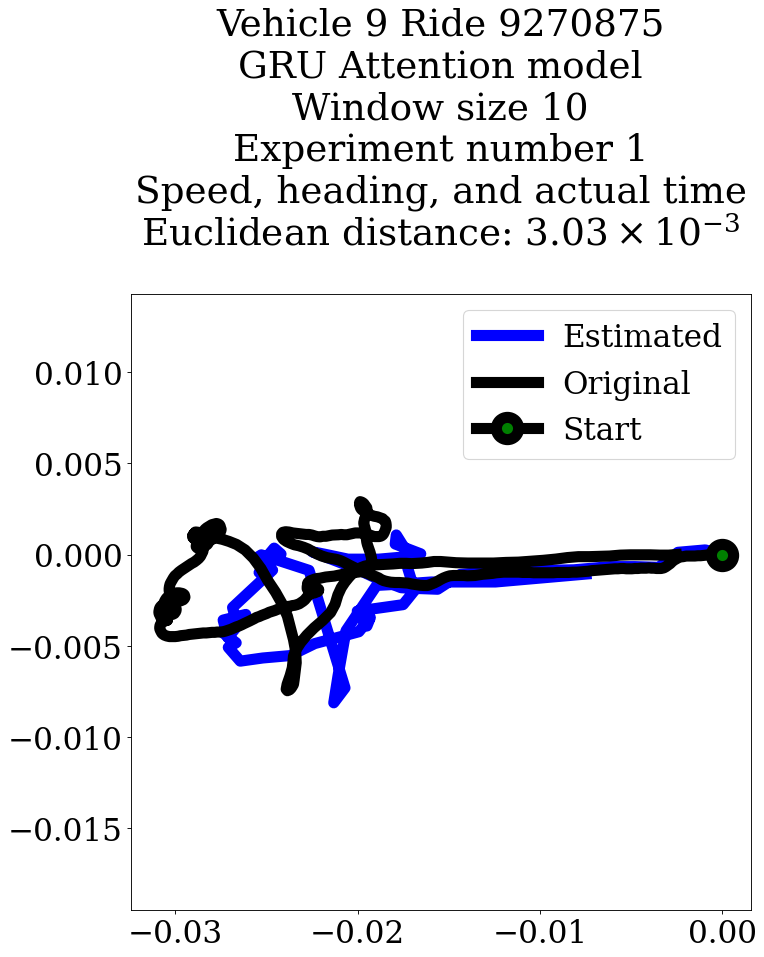 Vehicle 9 Ride 9270875
GRU Attention model
Window size 10
Experiment number 1
Speed, heading, and actual time
Euclidean distance: 3.03 × 10⁻³
Estimated
Original
Start
0.010
0.005
0.000
−0.005
−0.010
−0.015
−0.03 −0.02 −0.01 0.00